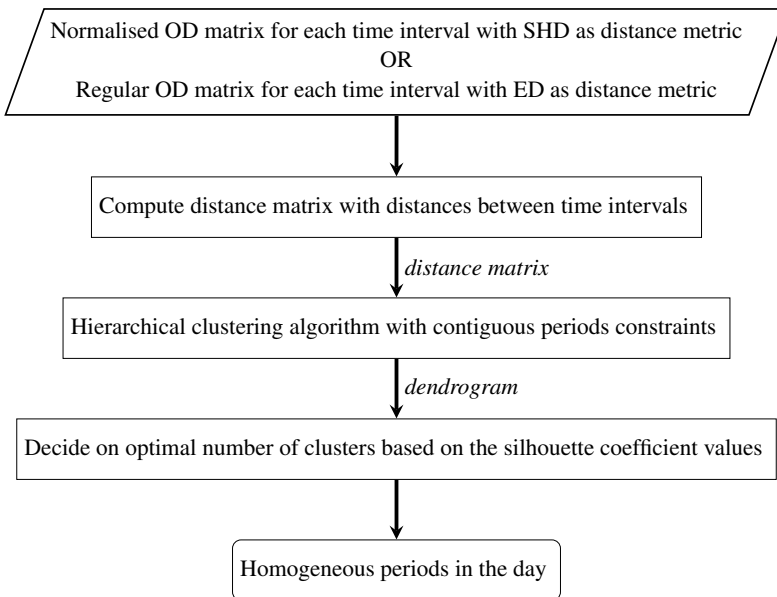 Normalised OD matrix for each time interval with SHD as distance metric
OR
Regular OD matrix for each time interval with ED as distance metric
Compute distance matrix with distances between time intervals
distance matrix
Hierarchical clustering algorithm with contiguous periods constraints
dendrogram
Decide on optimal number of clusters based on the silhouette coefficient values
Homogeneous periods in the day